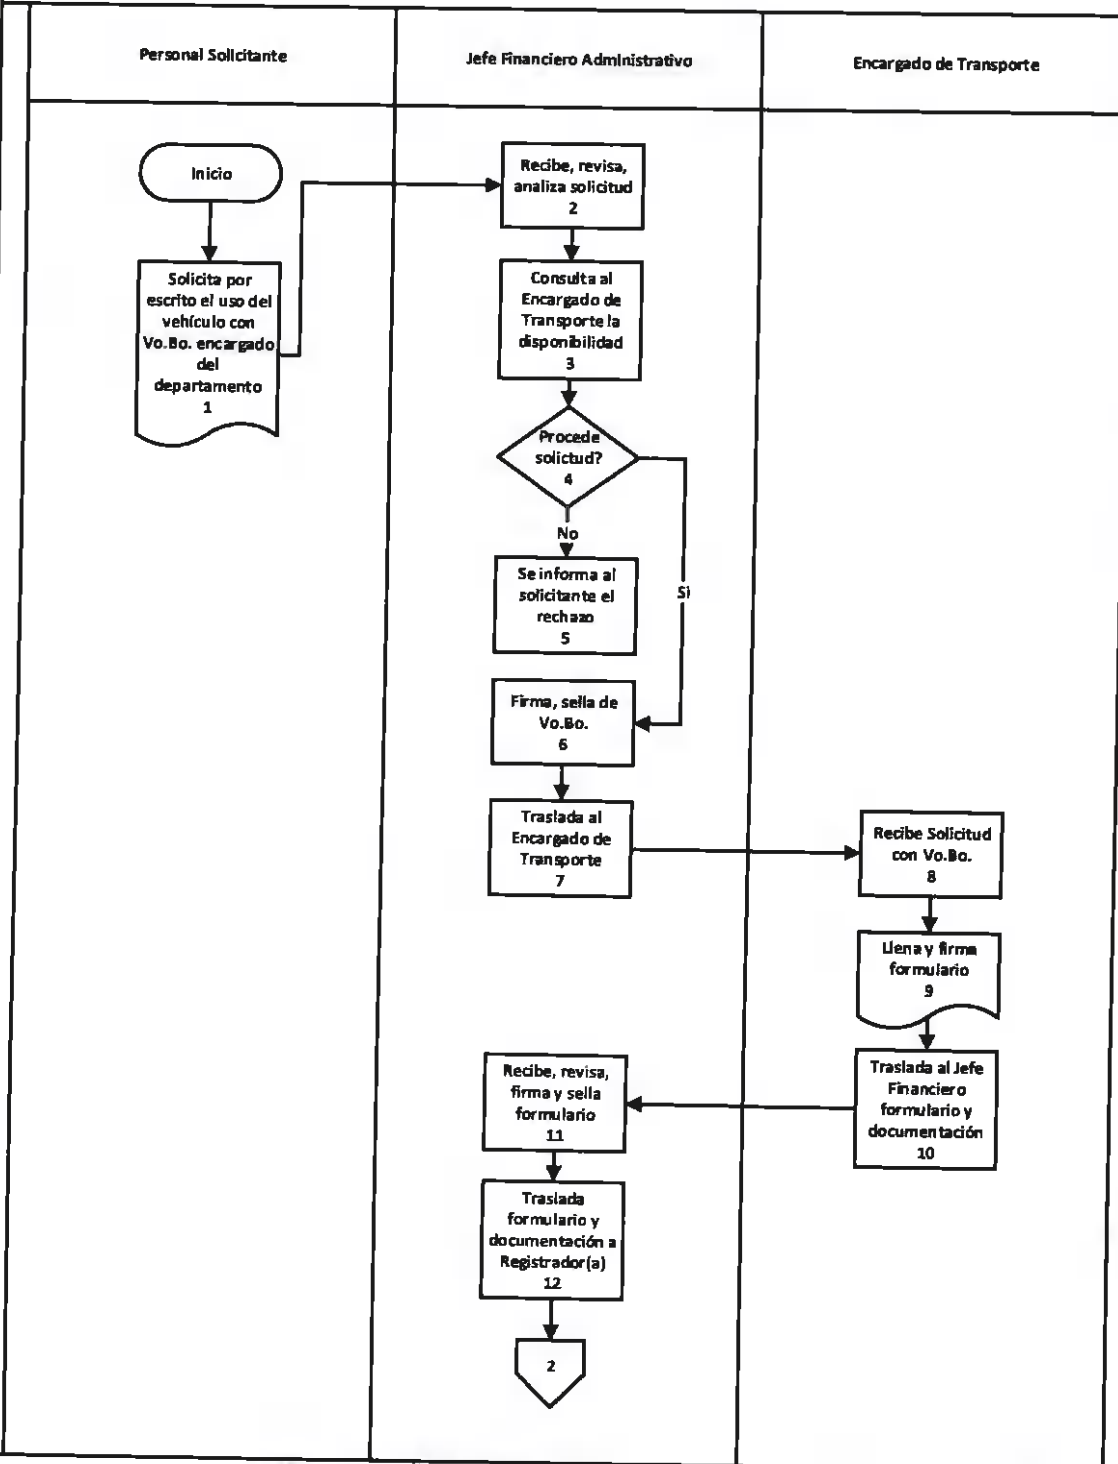 Personal Solicitante
Jefe Financiero Administrativo
Encargado de Transporte
Inicio
Solicita por
escrito el uso del
vehículo con
Vo.Bo. encargado
del
departamento
1
Recibe, revisa,
analiza solicitud
2
Consulta al
Encargado de
Transporte la
disponibilidad
3
Procede
solictud?
4
No
Si
Se informa al
solicitante el
rechazo
5
Firma, sella de
Vo.Bo.
6
Traslada al
Encargado de
Transporte
7
Recibe Solicitud
con Vo.Bo.
8
Llena y firma
formulario
9
Traslada al Jefe
Financiero
formulario y
documentación
10
Recibe, revisa,
firma y sella
formulario
11
Traslada
formulario y
documentación a
Registrador(a)
12
2